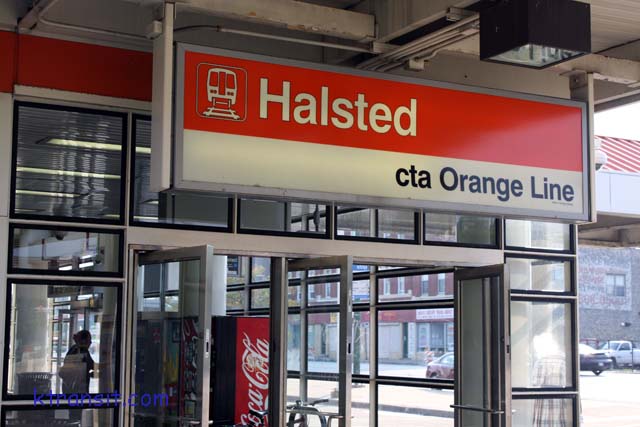 Halsted
cta Orange Line
Coca-Cola
ktransit.com